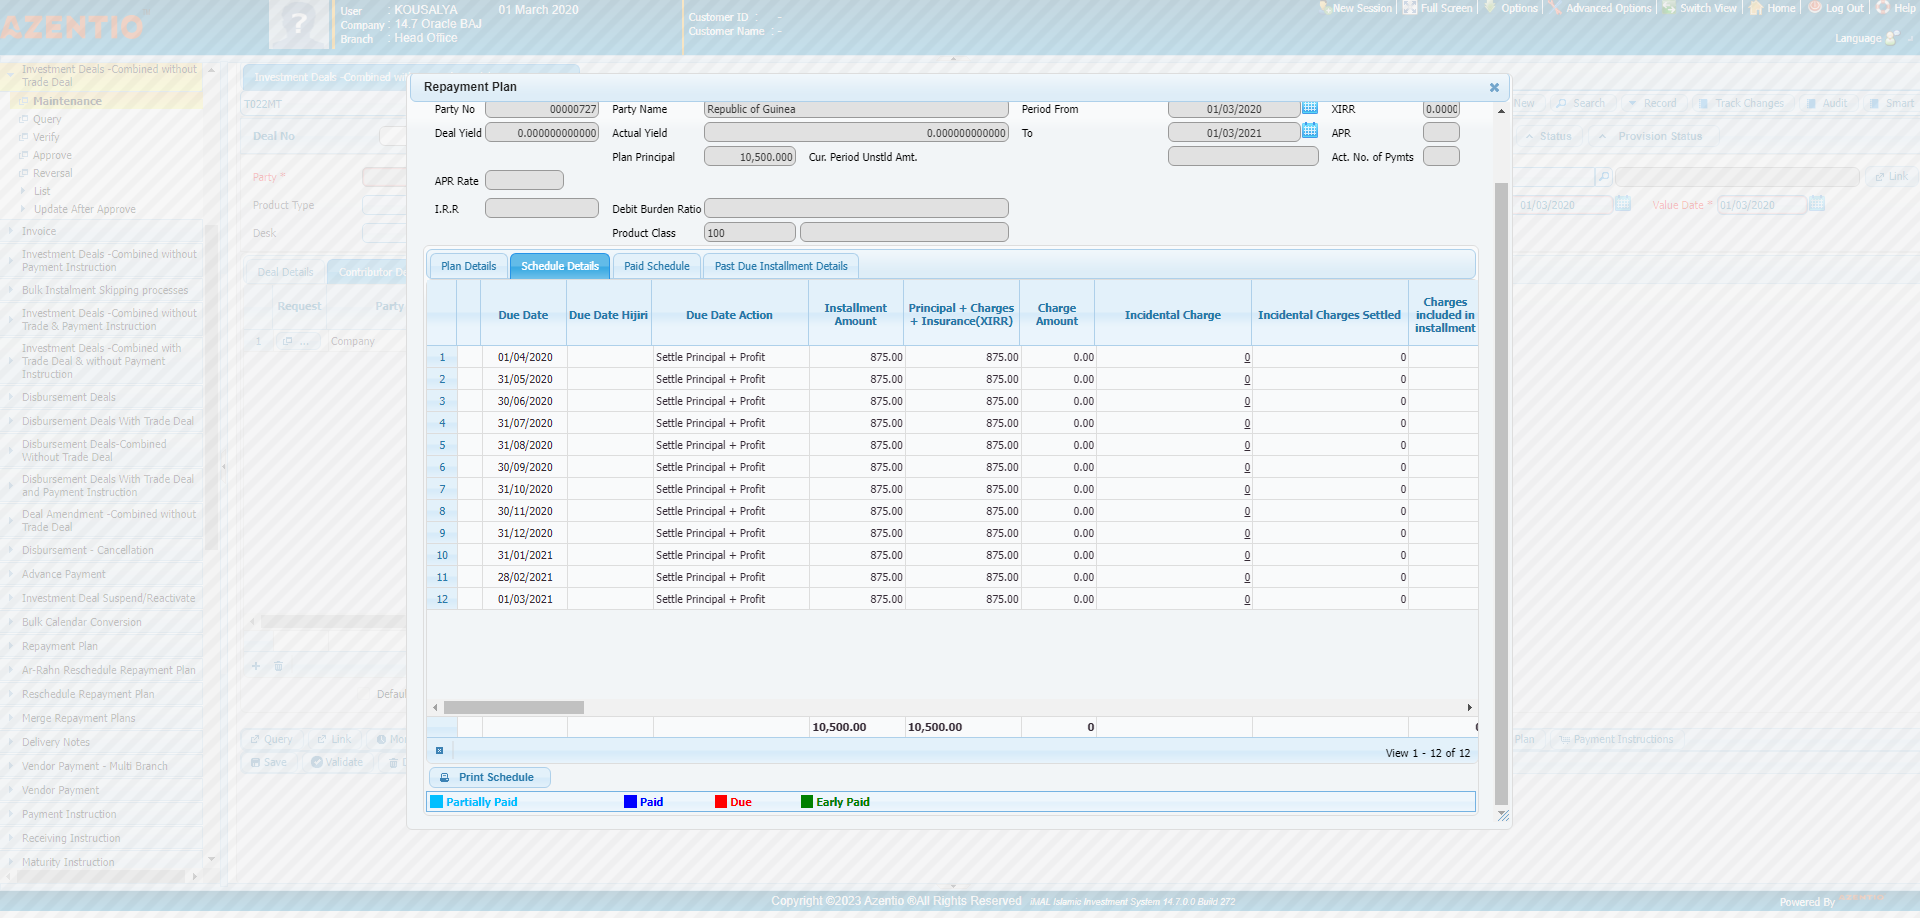 AZENTIO
User : KOUSALYA 01 March 2020
Company : 14.7 Oracle BAJ
Branch : Head Office
Customer ID : -
Customer Name : -
New Session Full Screen Options Advanced Options Switch View Home Log Out Help
Language
Investment Deals -Combined without
Trade Deal
Maintenance
Query
Verify
Approve
Reversal
List
Update After Approve
Invoice
Investment Deals -Combined without
Payment Instruction
Bulk Instalment Skipping processes
Investment Deals -Combined without
Trade & Payment Instruction
Investment Deals -Combined with
Trade Deal & without Payment
Instruction
Disbursement Deals
Disbursement Deals With Trade Deal
Disbursement Deals-Combined
Without Trade Deal
Disbursement Deals With Trade Deal
and Payment Instruction
Deal Amendment -Combined without
Trade Deal
Disbursement - Cancellation
Advance Payment
Investment Deal Suspend/Reactivate
Bulk Calendar Conversion
Repayment Plan
Ar-Rahn Reschedule Repayment Plan
Reschedule Repayment Plan
Merge Repayment Plans
Delivery Notes
Vendor Payment - Multi Branch
Vendor Payment
Payment Instruction
Receiving Instruction
Maturity Instruction
Investment Deals -Combined wit
T022MT
Deal No
Party *
Product Type
Desk
Deal Details Contributor De
Request Party
1 ... Company
Defau
Query Link Mo
Save Validate D
New Search Record Track Changes Audit Smart
Status Provision Status
Link
01/03/2020 Value Date * 01/03/2020
Plan Payment Instructions
Repayment Plan
Party No 00000727 Party Name Republic of Guinea Period From 01/03/2020 XIRR 0.0000
Deal Yield 0.000000000000 Actual Yield 0.000000000000 To 01/03/2021 APR
Plan Principal 10,500.000 Cur. Period Unstld Amt. Act. No. of Pymts
APR Rate
I.R.R Debit Burden Ratio
Product Class 100
Plan Details Schedule Details Paid Schedule Past Due Installment Details
Due Date Due Date Hijiri Due Date Action Installment Amount Principal + Charges + Insurance(XIRR) Charge Amount Incidental Charge Incidental Charges Settled Charges included in installment
1 01/04/2020 Settle Principal + Profit 875.00 875.00 0.00 0 0
2 31/05/2020 Settle Principal + Profit 875.00 875.00 0.00 0 0
3 30/06/2020 Settle Principal + Profit 875.00 875.00 0.00 0 0
4 31/07/2020 Settle Principal + Profit 875.00 875.00 0.00 0 0
5 31/08/2020 Settle Principal + Profit 875.00 875.00 0.00 0 0
6 30/09/2020 Settle Principal + Profit 875.00 875.00 0.00 0 0
7 31/10/2020 Settle Principal + Profit 875.00 875.00 0.00 0 0
8 30/11/2020 Settle Principal + Profit 875.00 875.00 0.00 0 0
9 31/12/2020 Settle Principal + Profit 875.00 875.00 0.00 0 0
10 31/01/2021 Settle Principal + Profit 875.00 875.00 0.00 0 0
11 28/02/2021 Settle Principal + Profit 875.00 875.00 0.00 0 0
12 01/03/2021 Settle Principal + Profit 875.00 875.00 0.00 0 0
10,500.00 10,500.00 0
View 1 - 12 of 12
Print Schedule
Partially Paid Paid Due Early Paid
Copyright ©2023 Azentio ®All Rights Reserved iMAL Islamic Investment System 14.7.0.0 Build 272
Powered By